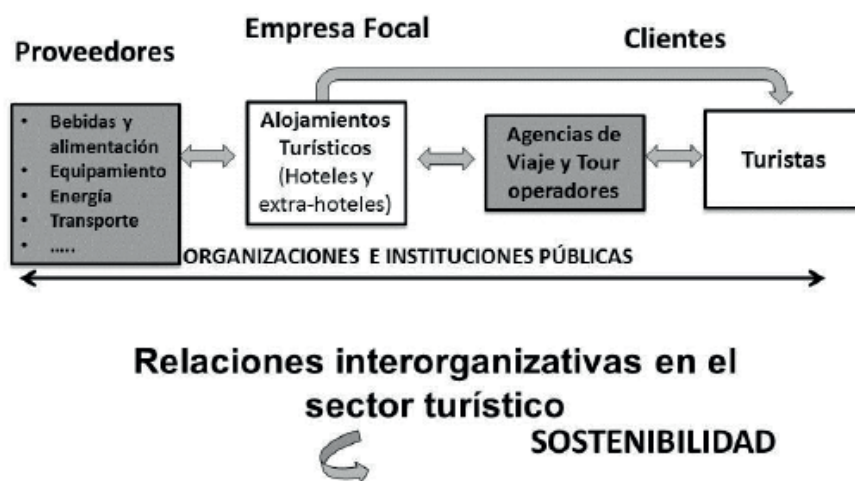 Proveedores
Empresa Focal
Clientes
• Bebidas y
alimentación
• Equipamiento
• Energía
• Transporte
• .....
Alojamientos
Turísticos
(Hoteles y
extra-hoteles)
Agencias de
Viaje y Tour
operadores
Turistas
ORGANIZACIONES E INSTITUCIONES PÚBLICAS
Relaciones interorganizativas en el
sector turístico
SOSTENIBILIDAD